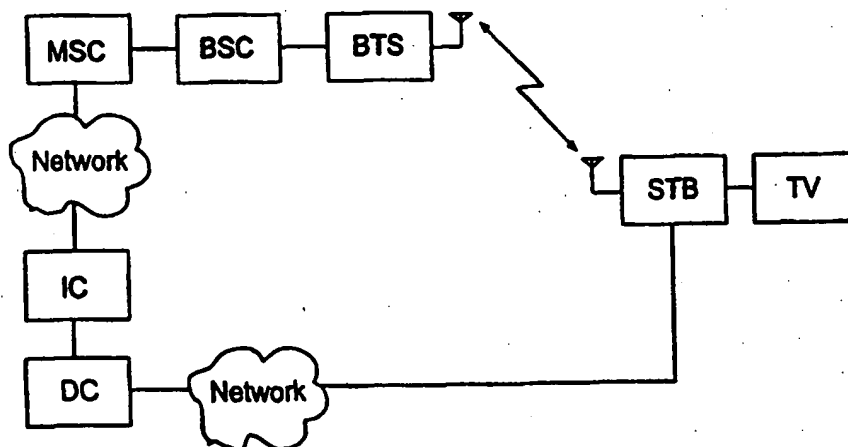 MSC
BSC
BTS
Network
STB
TV
IC
DC
Network